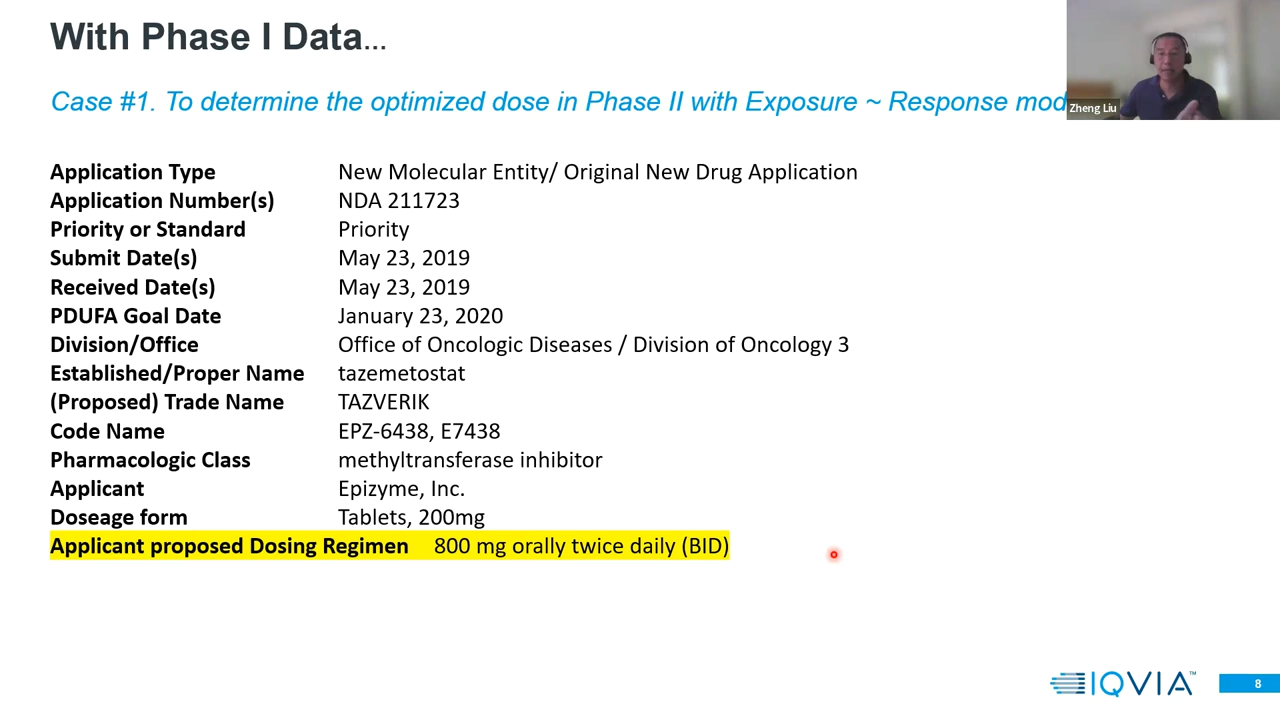 With Phase I Data...
Case #1. To determine the optimized dose in Phase II with Exposure ~ Response mod
Zheng Liu
Application Type New Molecular Entity/ Original New Drug Application
Application Number(s) NDA 211723
Priority or Standard Priority
Submit Date(s) May 23, 2019
Received Date(s) May 23, 2019
PDUFA Goal Date January 23, 2020
Division/Office Office of Oncologic Diseases / Division of Oncology 3
Established/Proper Name tazemetostat
(Proposed) Trade Name TAZVERIK
Code Name EPZ-6438, E7438
Pharmacologic Class methyltransferase inhibitor
Applicant Epizyme, Inc.
Doseage form Tablets, 200mg
Applicant proposed Dosing Regimen 800 mg orally twice daily (BID)
IQVIA™
8